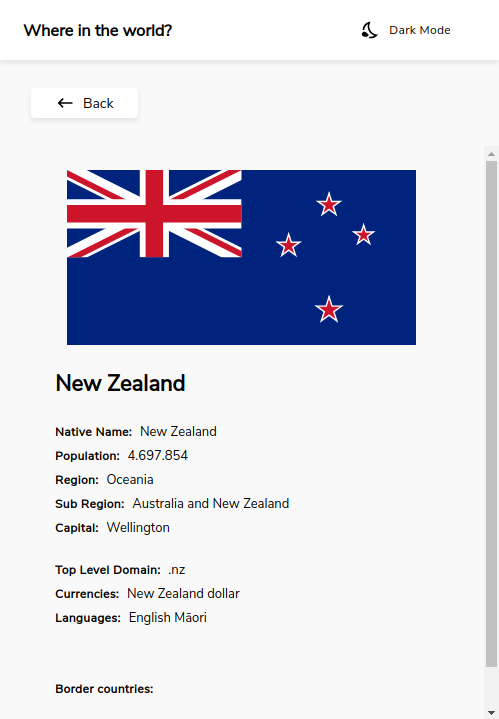 Where in the world?
Dark Mode
Back
New Zealand
Native Name: New Zealand
Population: 4.697.854
Region: Oceania
Sub Region: Australia and New Zealand
Capital: Wellington
Top Level Domain: .nz
Currencies: New Zealand dollar
Languages: English Māori
Border countries: